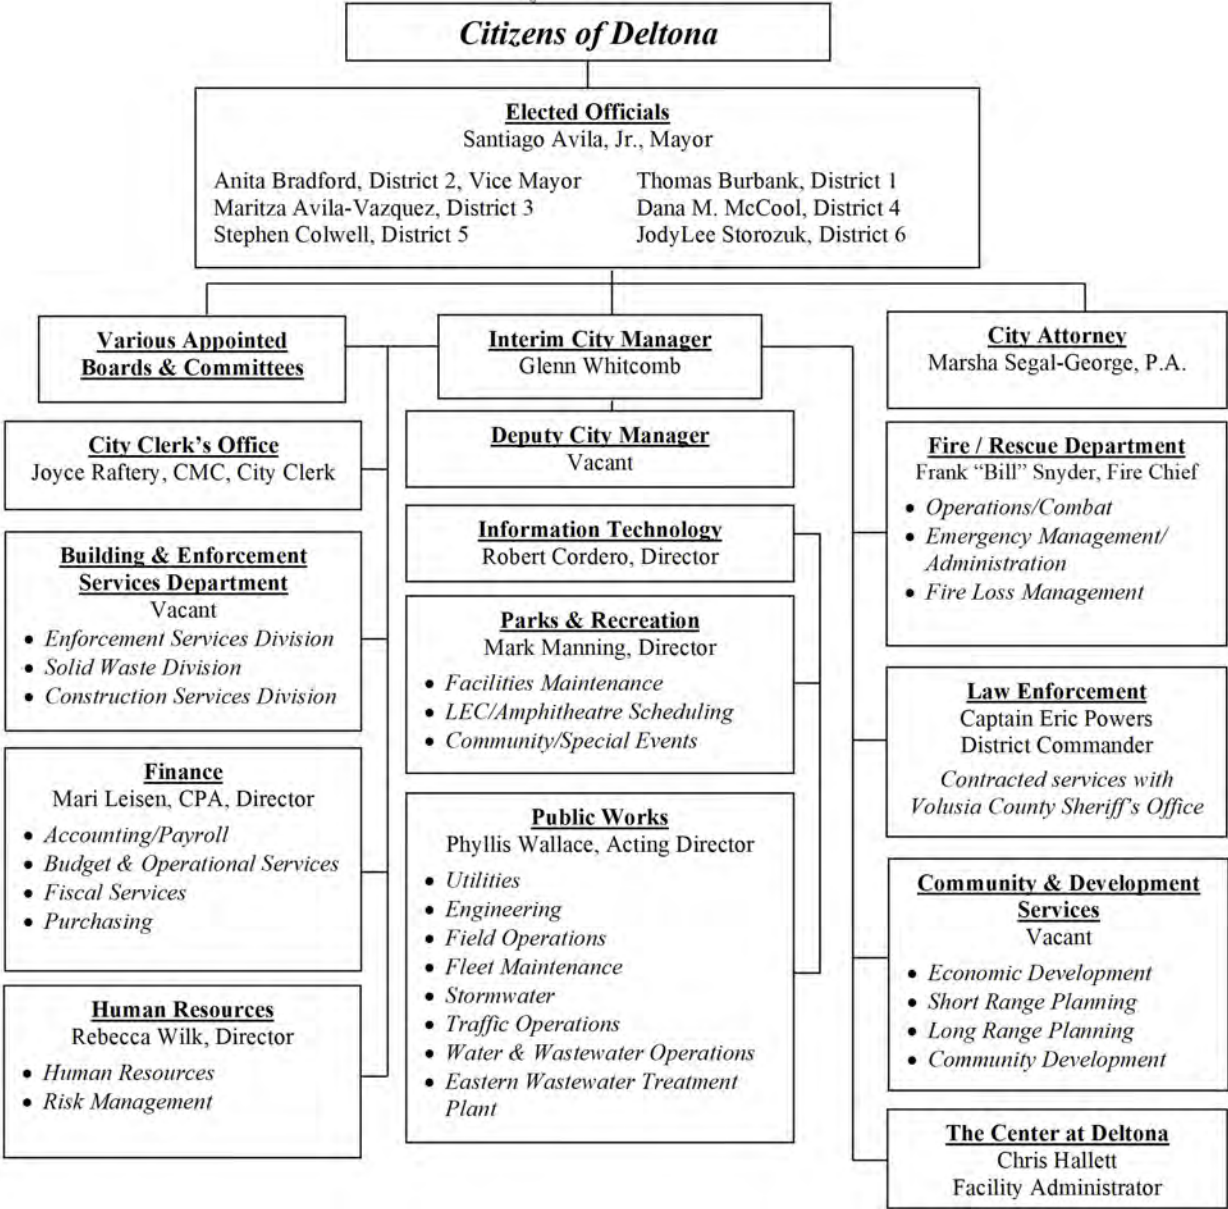 Citizens of Deltona
Elected Officials
Santiago Avila, Jr., Mayor
Anita Bradford, District 2, Vice Mayor
Maritza Avila-Vazquez, District 3
Stephen Colwell, District 5
Thomas Burbank, District 1
Dana M. McCool, District 4
JodyLee Storozuk, District 6
Various Appointed
Boards & Committees
Interim City Manager
Glenn Whitcomb
City Attorney
Marsha Segal-George, P.A.
City Clerk's Office
Joyce Raftery, CMC, City Clerk
Building & Enforcement
Services Department
Vacant
• Enforcement Services Division
• Solid Waste Division
• Construction Services Division
Finance
Mari Leisen, CPA, Director
• Accounting/Payroll
• Budget & Operational Services
• Fiscal Services
• Purchasing
Human Resources
Rebecca Wilk, Director
• Human Resources
• Risk Management
Deputy City Manager
Vacant
Information Technology
Robert Cordero, Director
Parks & Recreation
Mark Manning, Director
• Facilities Maintenance
• LEC/Amphitheatre Scheduling
• Community/Special Events
Public Works
Phyllis Wallace, Acting Director
• Utilities
• Engineering
• Field Operations
• Fleet Maintenance
• Stormwater
• Traffic Operations
• Water & Wastewater Operations
• Eastern Wastewater Treatment
Plant
Fire / Rescue Department
Frank “Bill” Snyder, Fire Chief
• Operations/Combat
• Emergency Management/
Administration
• Fire Loss Management
Law Enforcement
Captain Eric Powers
District Commander
Contracted services with
Volusia County Sheriff's Office
Community & Development
Services
Vacant
• Economic Development
• Short Range Planning
• Long Range Planning
• Community Development
The Center at Deltona
Chris Hallett
Facility Administrator